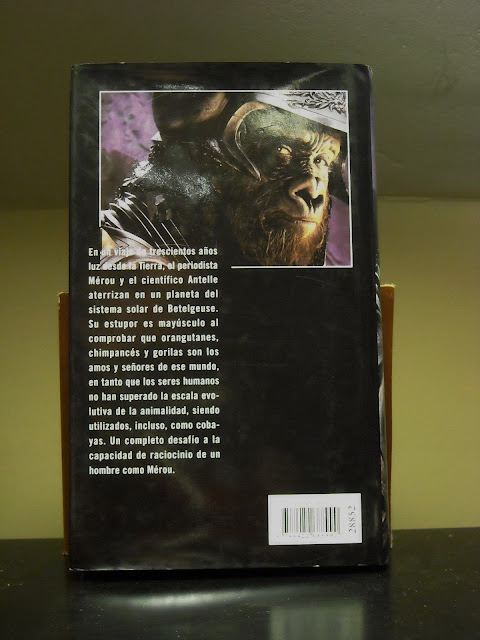 En un viaje de trescientos años
luz desde la Tierra, el periodista
Mérou y el científico Antelle
aterrizan en un planeta del
sistema solar de Betelgeuse.
Su estupor es mayúsculo al
comprobar que orangutanes,
chimpancés y gorilas son los
amos y señores de ese mundo,
en tanto que los seres humanos
no han superado la escala evo-
lutiva de la animalidad, siendo
utilizados, incluso, como coba-
yas. Un completo desafío a la
capacidad de raciocinio de un
hombre como Mérou.
28852